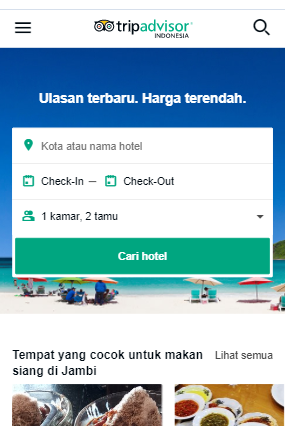 tripadvisor
INDONESIA
Ulasan terbaru. Harga terendah.
Kota atau nama hotel
Check-In — Check-Out
1 kamar, 2 tamu
Cari hotel
Tempat yang cocok untuk makan siang di Jambi
Lihat semua